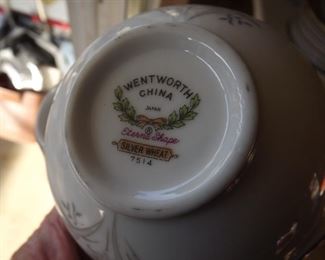 WENTWORTH
CHINA
JAPAN
Eternal Shape
SILVER WHEAT
7514